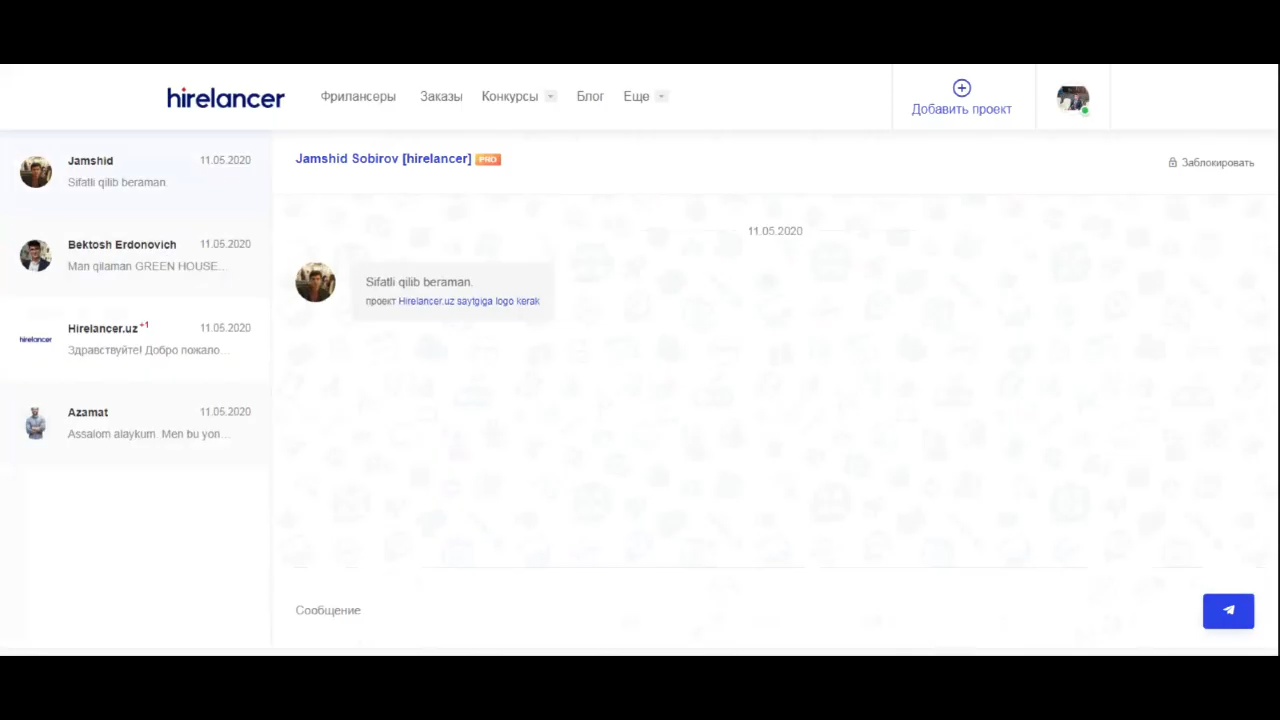 hirelancer Фрилансеры Заказы Конкурсы Блог Еще
Добавить проект
Jamshid 11.05.2020
Sifatli qilib beraman.
Bektosh Erdonovich 11.05.2020
Man qilaman GREEN HOUSE...
hirelancer
Hirelancer.uz +1 11.05.2020
Здравствуйте! Добро пожало...
Azamat 11.05.2020
Assalom alaykum. Men bu yon...
Jamshid Sobirov [hirelancer] PRO
Заблокировать
11.05.2020
Sifatli qilib beraman.
проект Hirelancer.uz saytgiga logo kerak
Сообщение